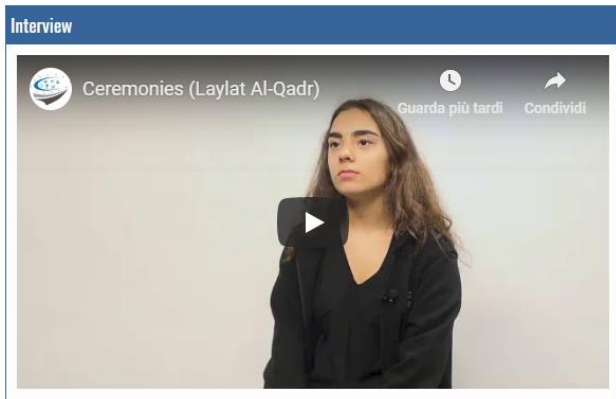 Interview
Ceremonies (Laylat Al-Qadr)
Guarda più tardi
Condividi